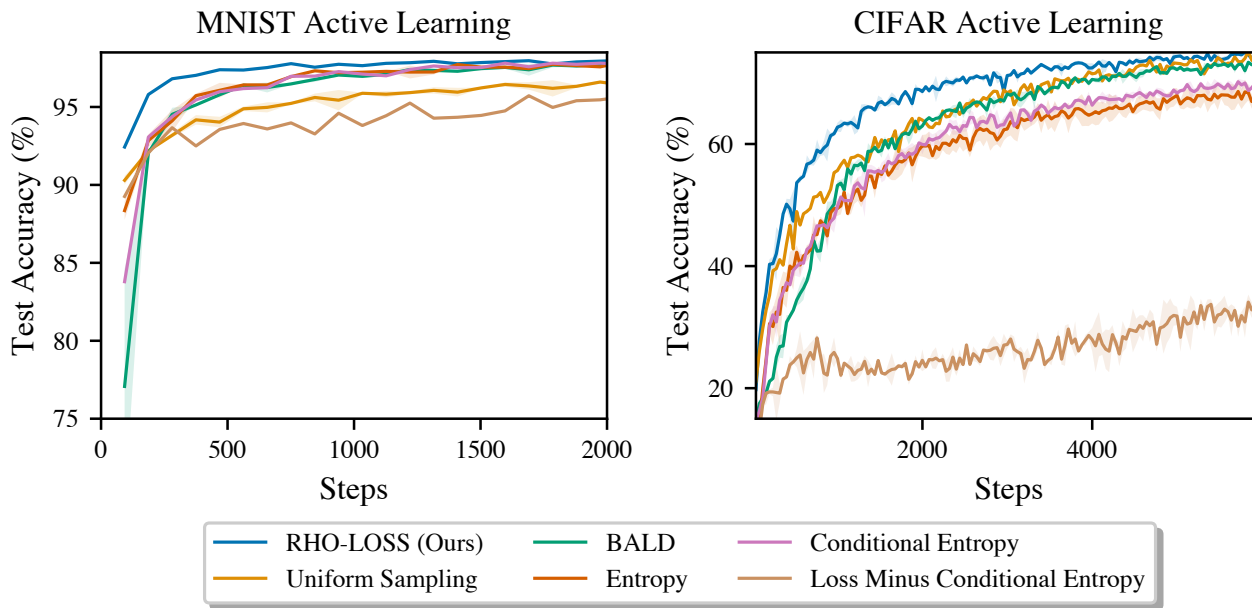 MNIST Active Learning
CIFAR Active Learning
Test Accuracy (%)
95
90
85
80
75
0
500
1000
1500
2000
Steps
Test Accuracy (%)
60
40
20
2000
4000
Steps
RHO-LOSS (Ours)
BALD
Conditional Entropy
Uniform Sampling
Entropy
Loss Minus Conditional Entropy